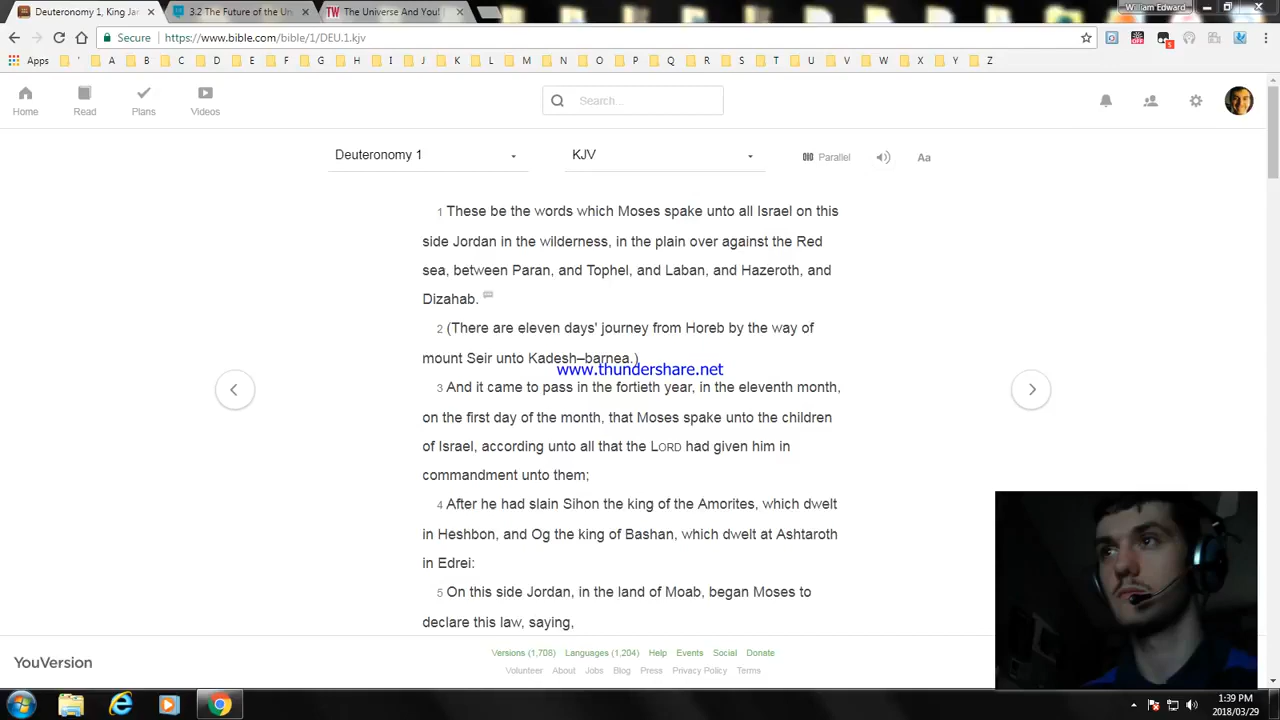 Deuteronomy 1, King Jar
3.2 The Future of the Un
TW The Universe And You!
William Edward
Secure
https://www.bible.com/bible/1/DEU.1.kjv
Apps ' A B C D E F G H I J K L M N O P Q R S T U V W X Y Z
Home Read Plans Videos
Search...
Deuteronomy 1
KJV
Parallel
Aa
1 These be the words which Moses spake unto all Israel on this
side Jordan in the wilderness, in the plain over against the Red
sea, between Paran, and Tophel, and Laban, and Hazeroth, and
Dizahab.
2 (There are eleven days' journey from Horeb by the way of
mount Seir unto Kadesh–barnea.)
www.thundershare.net
3 And it came to pass in the fortieth year, in the eleventh month,
on the first day of the month, that Moses spake unto the children
of Israel, according unto all that the LORD had given him in
commandment unto them;
4 After he had slain Sihon the king of the Amorites, which dwelt
in Heshbon, and Og the king of Bashan, which dwelt at Ashtaroth
in Edrei:
5 On this side Jordan, in the land of Moab, began Moses to
declare this law, saying,
YouVersion
Versions (1,708) Languages (1,204) Help Events Social Donate
Volunteer About Jobs Blog Press Privacy Policy Terms
1:39 PM
2018/03/29